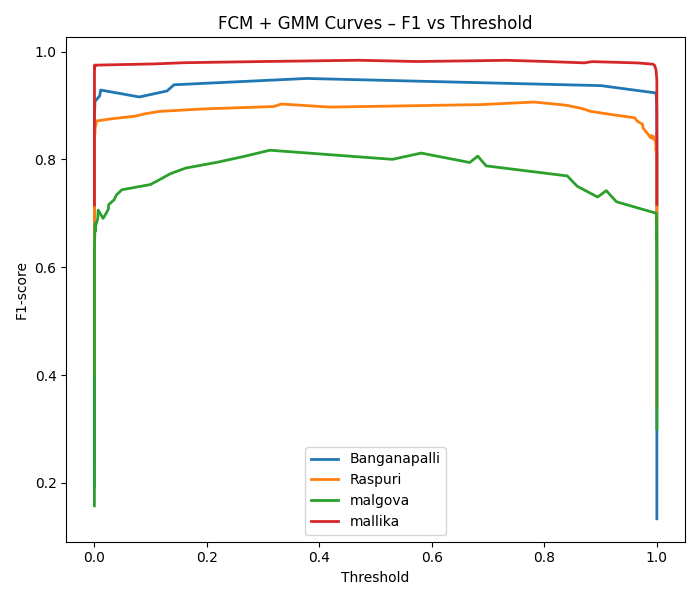 FCM + GMM Curves – F1 vs Threshold
1.0
0.8
0.6
0.4
0.2
F1-score
0.0
0.2
0.4
0.6
0.8
1.0
Threshold
Banganapalli
Raspuri
malgova
mallika